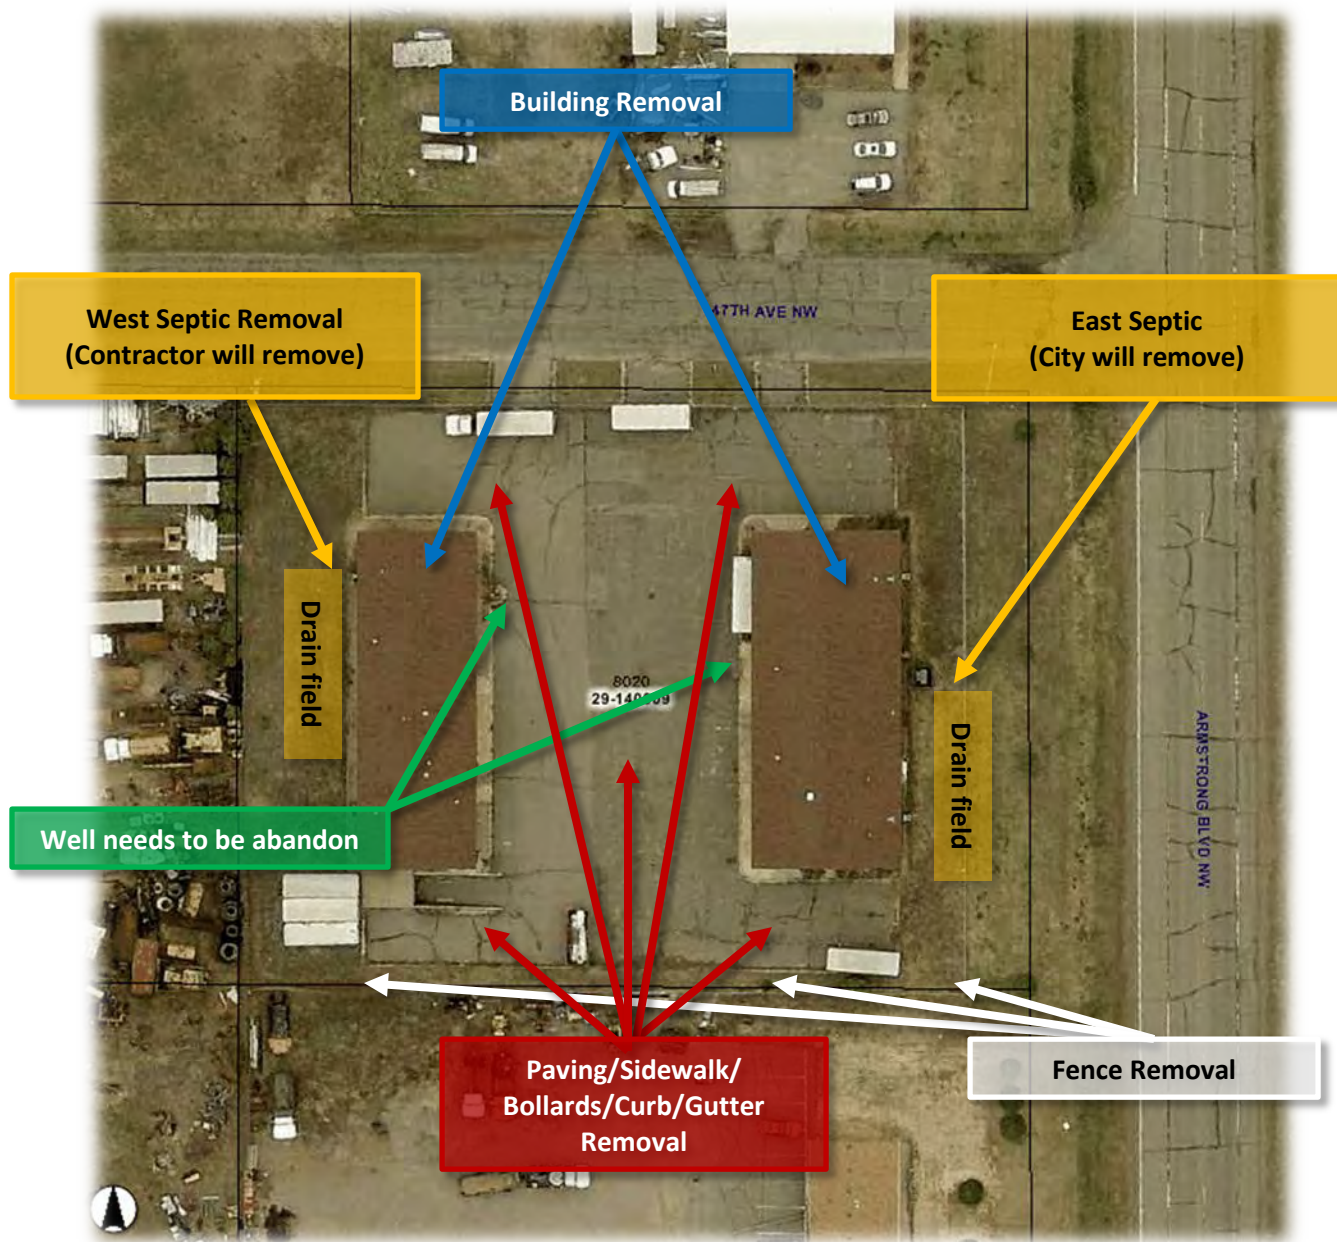 Building Removal
West Septic Removal
(Contractor will remove)
47TH AVE NW
East Septic
(City will remove)
Drain field
8020
Drain field
ARMSTRONG BLVD NW
Well needs to be abandon
Paving/Sidewalk/
Bollards/Curb/Gutter
Removal
Fence Removal